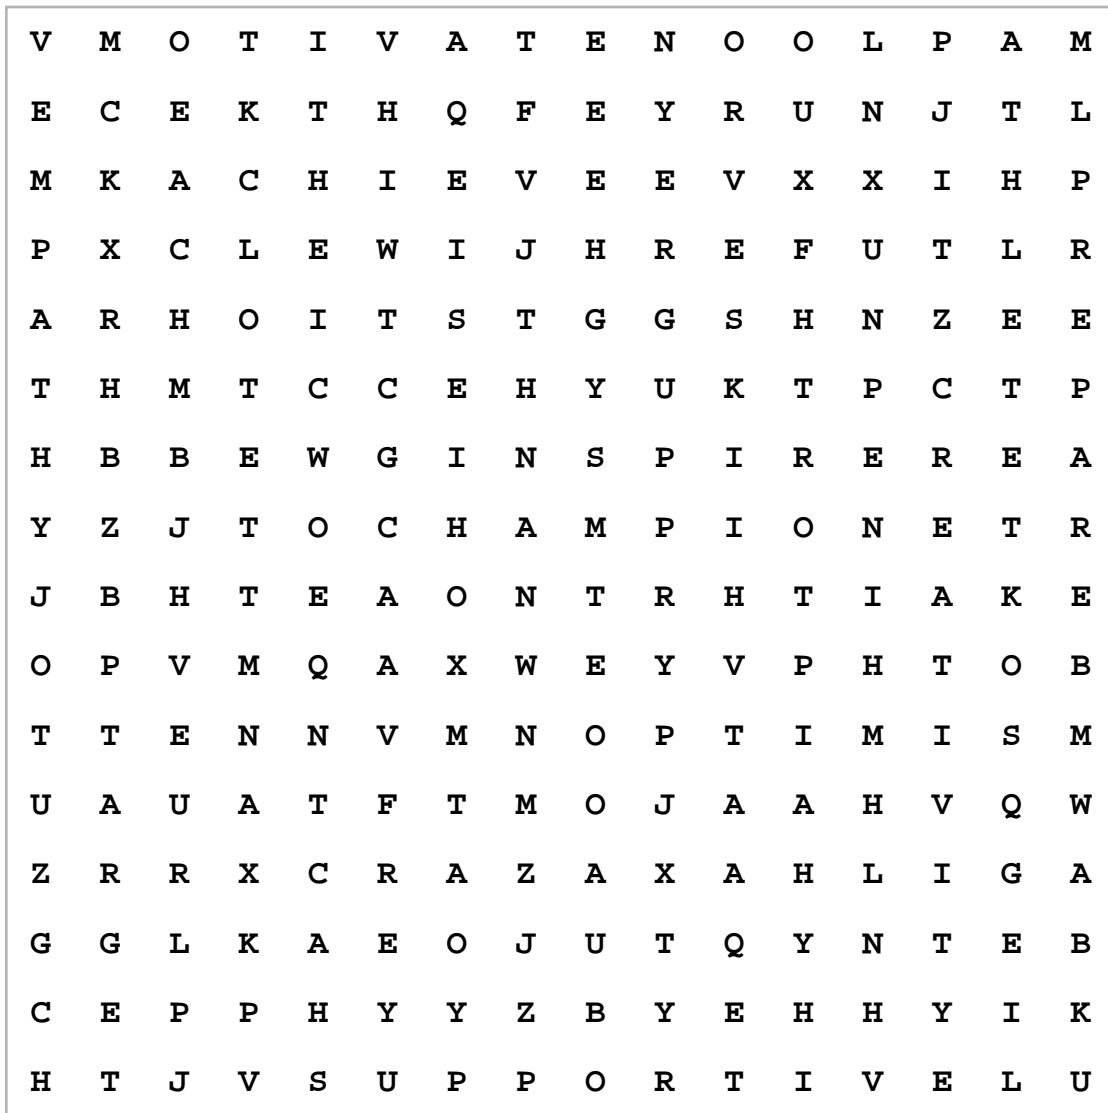 V M O T I V A T E N O O L P A M
E C E K T H Q F E Y R U N J T L
M K A C H I E V E E V X X I H P
P X C L E W I J H R E F U T L R
A R H O I T S T G G S H N Z E E
T H M T C C E H Y U K T P C T P
H B B E W G I N S P I R E R E A
Y Z J T O C H A M P I O N E T R
J B H T E A O N T R H T I A K E
O P V M Q A X W E Y V P H T O B
T T E N N V M N O P T I M I S M
U A U A T F T M O J A A H V Q W
Z R R X C R A Z A X A H L I G A
G G L K A E O J U T Q Y N T E B
C E P P H Y Y Z B Y E H H Y I K
H T J V S U P P O R T I V E L U